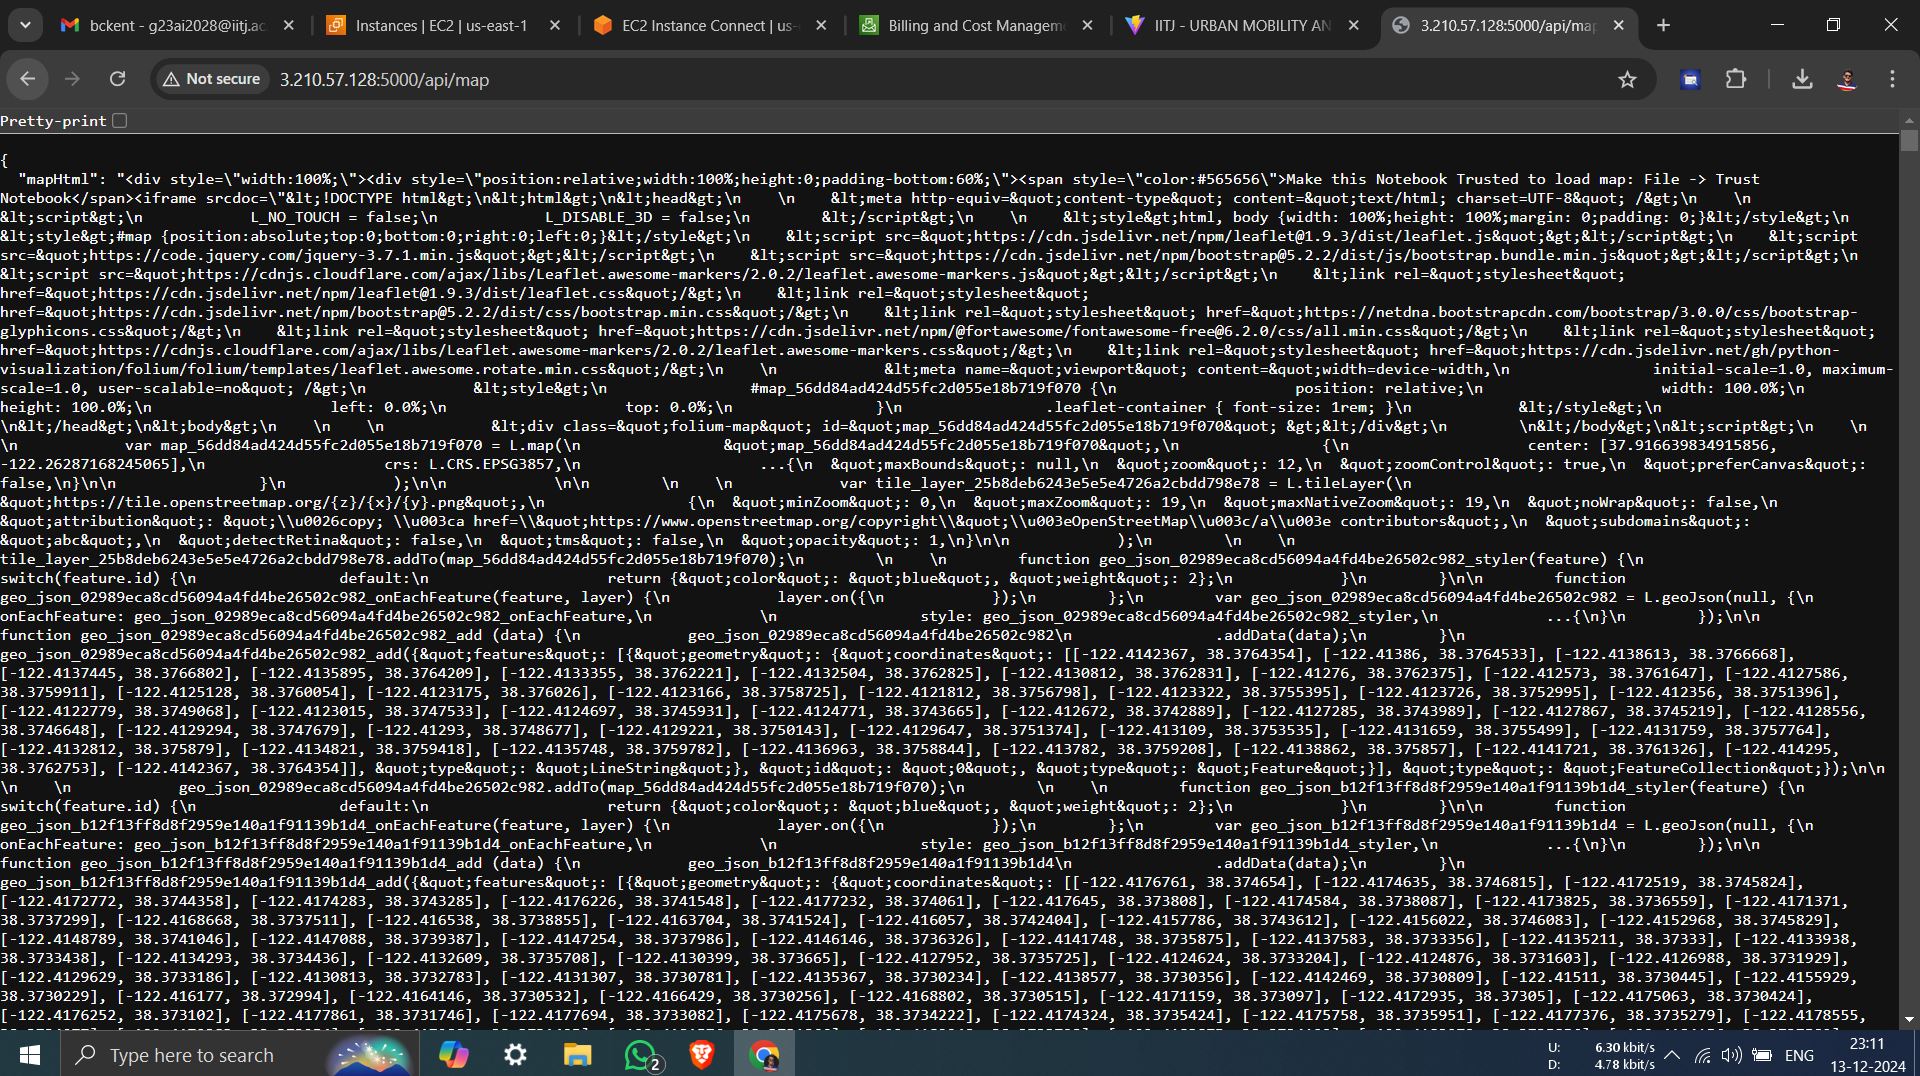 bckent - g23ai2028@iitj.ac
Instances | EC2 | us-east-1
EC2 Instance Connect | us-
Billing and Cost Managem
IITJ - URBAN MOBILITY AN
3.210.57.128:5000/api/map
Not secure
3.210.57.128:5000/api/map
Pretty-print
{
"mapHtml": "<div style=\"width:100%;\"><div style=\"position:relative;width:100%;height:0;padding-bottom:60%;\"><span style=\"color:#565656\">Make this Notebook Trusted to load map: File -> Trust
Notebook</span><iframe srcdoc=\"&lt;!DOCTYPE html&gt;\n&lt;html&gt;\n&lt;head&gt;\n    \n    &lt;meta http-equiv=&quot;content-type&quot; content=&quot;text/html; charset=UTF-8&quot; /&gt;\n    \n
&lt;script&gt;\n            L_NO_TOUCH = false;\n            L_DISABLE_3D = false;\n        &lt;/script&gt;\n    \n    &lt;style&gt;html, body {width: 100%;height: 100%;margin: 0;padding: 0;}&lt;/style&gt;\n
&lt;style&gt;#map {position:absolute;top:0;bottom:0;right:0;left:0;}&lt;/style&gt;\n    &lt;script src=&quot;https://cdn.jsdelivr.net/npm/leaflet@1.9.3/dist/leaflet.js&quot;&gt;&lt;/script&gt;\n    &lt;script
src=&quot;https://code.jquery.com/jquery-3.7.1.min.js&quot;&gt;&lt;/script&gt;\n    &lt;script src=&quot;https://cdn.jsdelivr.net/npm/bootstrap@5.2.2/dist/js/bootstrap.bundle.min.js&quot;&gt;&lt;/script&gt;\n
&lt;script src=&quot;https://cdnjs.cloudflare.com/ajax/libs/Leaflet.awesome-markers/2.0.2/leaflet.awesome-markers.js&quot;&gt;&lt;/script&gt;\n    &lt;link rel=&quot;stylesheet&quot;
href=&quot;https://cdn.jsdelivr.net/npm/leaflet@1.9.3/dist/leaflet.css&quot;/&gt;\n    &lt;link rel=&quot;stylesheet&quot;
href=&quot;https://cdn.jsdelivr.net/npm/bootstrap@5.2.2/dist/css/bootstrap.min.css&quot;/&gt;\n    &lt;link rel=&quot;stylesheet&quot; href=&quot;https://netdna.bootstrapcdn.com/bootstrap/3.0.0/css/bootstrap-
glyphicons.css&quot;/&gt;\n    &lt;link rel=&quot;stylesheet&quot; href=&quot;https://cdn.jsdelivr.net/npm/@fortawesome/fontawesome-free@6.2.0/css/all.min.css&quot;/&gt;\n    &lt;link rel=&quot;stylesheet&quot;
href=&quot;https://cdnjs.cloudflare.com/ajax/libs/Leaflet.awesome-markers/2.0.2/leaflet.awesome-markers.css&quot;/&gt;\n    &lt;link rel=&quot;stylesheet&quot; href=&quot;https://cdn.jsdelivr.net/gh/python-
visualization/folium/folium/templates/leaflet.awesome.rotate.min.css&quot;/&gt;\n    \n            &lt;meta name=&quot;viewport&quot; content=&quot;width=device-width,\n                initial-scale=1.0, maximum-
scale=1.0, user-scalable=no&quot; /&gt;\n            &lt;style&gt;\n                #map_56dd84ad424d55fc2d055e18b719f070 {\n                    position: relative;\n                    width: 100.0%;\n
height: 100.0%;\n                    left: 0.0%;\n                    top: 0.0%;\n                }\n                .leaflet-container { font-size: 1rem; }\n            &lt;/style&gt;\n
\n&lt;/head&gt;\n&lt;body&gt;\n    \n    \n            &lt;div class=&quot;folium-map&quot; id=&quot;map_56dd84ad424d55fc2d055e18b719f070&quot; &gt;&lt;/div&gt;\n        \n&lt;/body&gt;\n&lt;script&gt;\n    \n
\n            var map_56dd84ad424d55fc2d055e18b719f070 = L.map(\n                &quot;map_56dd84ad424d55fc2d055e18b719f070&quot;,\n                {\n                    center: [37.916639834915856,
-122.26287168245065],\n                    crs: L.CRS.EPSG3857,\n                    ...{\n  &quot;maxBounds&quot;: null,\n  &quot;zoom&quot;: 12,\n  &quot;zoomControl&quot;: true,\n  &quot;preferCanvas&quot;:
false,\n}\n\n                }\n            );\n\n            \n\n        \n    \n            var tile_layer_25b8deb6243e5e5e4726a2cbdd798e78 = L.tileLayer(\n
&quot;https://tile.openstreetmap.org/{z}/{x}/{y}.png&quot;,\n                {\n  &quot;minZoom&quot;: 0,\n  &quot;maxZoom&quot;: 19,\n  &quot;maxNativeZoom&quot;: 19,\n  &quot;noWrap&quot;: false,\n
&quot;attribution&quot;: &quot;\\u0026copy; \\u003ca href=\\&quot;https://www.openstreetmap.org/copyright\\&quot;\\u003eOpenStreetMap\\u003c/a\\u003e contributors&quot;,\n  &quot;subdomains&quot;:
&quot;abc&quot;,\n  &quot;detectRetina&quot;: false,\n  &quot;tms&quot;: false,\n  &quot;opacity&quot;: 1,\n}\n\n            );\n        \n    \n
tile_layer_25b8deb6243e5e5e4726a2cbdd798e78.addTo(map_56dd84ad424d55fc2d055e18b719f070);\n        \n    \n        function geo_json_02989eca8cd56094a4fd4be26502c982_styler(feature) {\n
switch(feature.id) {\n                default:\n                    return {&quot;color&quot;: &quot;blue&quot;, &quot;weight&quot;: 2};\n            }\n        }\n\n        function
geo_json_02989eca8cd56094a4fd4be26502c982_onEachFeature(feature, layer) {\n            layer.on({\n            });\n        };\n        var geo_json_02989eca8cd56094a4fd4be26502c982 = L.geoJson(null, {\n
onEachFeature: geo_json_02989eca8cd56094a4fd4be26502c982_onEachFeature,\n            \n                style: geo_json_02989eca8cd56094a4fd4be26502c982_styler,\n            ...{\n}\n        });\n\n
function geo_json_02989eca8cd56094a4fd4be26502c982_add (data) {\n            geo_json_02989eca8cd56094a4fd4be26502c982\n                .addData(data);\n        }\n
geo_json_02989eca8cd56094a4fd4be26502c982_add({&quot;features&quot;: [{&quot;geometry&quot;: {&quot;coordinates&quot;: [[-122.4142367, 38.3764354], [-122.41386, 38.3764533], [-122.4138613, 38.3766668],
[-122.4137445, 38.3766802], [-122.4135895, 38.3764209], [-122.4133355, 38.3762221], [-122.4132504, 38.3762825], [-122.4130812, 38.3762831], [-122.41276, 38.3762375], [-122.412573, 38.3761647], [-122.4127586,
38.3759911], [-122.4125128, 38.3760054], [-122.4123175, 38.376026], [-122.4123166, 38.3758725], [-122.4121812, 38.3756798], [-122.4123322, 38.3755395], [-122.4123726, 38.3752995], [-122.412356, 38.3751396],
[-122.4122779, 38.3749068], [-122.4123015, 38.3747533], [-122.4124697, 38.3745931], [-122.4124771, 38.3743665], [-122.412672, 38.3742889], [-122.4127285, 38.3743989], [-122.4127867, 38.3745219], [-122.4128556,
38.3746648], [-122.4129294, 38.3747679], [-122.41293, 38.3748677], [-122.4129221, 38.3750143], [-122.4129647, 38.3751374], [-122.413109, 38.3753535], [-122.4131659, 38.3755499], [-122.4131759, 38.3757764],
[-122.4132812, 38.375879], [-122.4134821, 38.3759418], [-122.4135748, 38.3759782], [-122.4136963, 38.3758844], [-122.413782, 38.3759208], [-122.4138862, 38.375857], [-122.4141721, 38.3761326], [-122.414295,
38.3762753], [-122.4142367, 38.3764354]], &quot;type&quot;: &quot;LineString&quot;}, &quot;id&quot;: &quot;0&quot;, &quot;type&quot;: &quot;Feature&quot;}], &quot;type&quot;: &quot;FeatureCollection&quot;});\n\n
\n    \n            geo_json_02989eca8cd56094a4fd4be26502c982.addTo(map_56dd84ad424d55fc2d055e18b719f070);\n        \n    \n        function geo_json_b12f13ff8d8f2959e140a1f91139b1d4_styler(feature) {\n
switch(feature.id) {\n                default:\n                    return {&quot;color&quot;: &quot;blue&quot;, &quot;weight&quot;: 2};\n            }\n        }\n\n        function
geo_json_b12f13ff8d8f2959e140a1f91139b1d4_onEachFeature(feature, layer) {\n            layer.on({\n            });\n        };\n        var geo_json_b12f13ff8d8f2959e140a1f91139b1d4 = L.geoJson(null, {\n
onEachFeature: geo_json_b12f13ff8d8f2959e140a1f91139b1d4_onEachFeature,\n            \n                style: geo_json_b12f13ff8d8f2959e140a1f91139b1d4_styler,\n            ...{\n}\n        });\n\n
function geo_json_b12f13ff8d8f2959e140a1f91139b1d4_add (data) {\n            geo_json_b12f13ff8d8f2959e140a1f91139b1d4\n                .addData(data);\n        }\n
geo_json_b12f13ff8d8f2959e140a1f91139b1d4_add({&quot;features&quot;: [{&quot;geometry&quot;: {&quot;coordinates&quot;: [[-122.4176761, 38.374654], [-122.4174635, 38.3746815], [-122.4172519, 38.3745824],
[-122.4172772, 38.3744358], [-122.4174283, 38.3743285], [-122.4176226, 38.3741548], [-122.4177232, 38.374061], [-122.417645, 38.373808], [-122.4174584, 38.3738087], [-122.4173825, 38.3736559], [-122.4171371,
38.3737299], [-122.4168668, 38.3737511], [-122.416538, 38.3738855], [-122.4163704, 38.3741524], [-122.416057, 38.3742404], [-122.4157786, 38.3743612], [-122.4156022, 38.3746083], [-122.4152968, 38.3745829],
[-122.4148789, 38.3741046], [-122.4147088, 38.3739387], [-122.4147254, 38.3737986], [-122.4146146, 38.3736326], [-122.4141748, 38.3735875], [-122.4137583, 38.3733356], [-122.4135211, 38.37333], [-122.4133938,
38.3733438], [-122.4134293, 38.3734436], [-122.4132609, 38.3735708], [-122.4130399, 38.373665], [-122.4127952, 38.3735725], [-122.4124624, 38.3733204], [-122.4124876, 38.3731603], [-122.4126988, 38.3731929],
[-122.4129629, 38.3733186], [-122.4130813, 38.3732783], [-122.4131307, 38.3730781], [-122.4135367, 38.3730234], [-122.4138577, 38.3730356], [-122.4142469, 38.3730809], [-122.41511, 38.3730445], [-122.4155929,
38.3730229], [-122.416177, 38.372994], [-122.4164146, 38.3730532], [-122.4166429, 38.3730256], [-122.4168802, 38.3730515], [-122.4171159, 38.373097], [-122.4172935, 38.37305], [-122.4175063, 38.3730424],
[-122.4176252, 38.373102], [-122.4177861, 38.3731746], [-122.4177694, 38.3733082], [-122.4175678, 38.3734222], [-122.4174324, 38.3735424], [-122.4175758, 38.3735951], [-122.4177376, 38.3735279], [-122.4178555,
Type here to search
2
U: 6.30 kbit/s
D: 4.78 kbit/s
ENG
23:11
13-12-2024